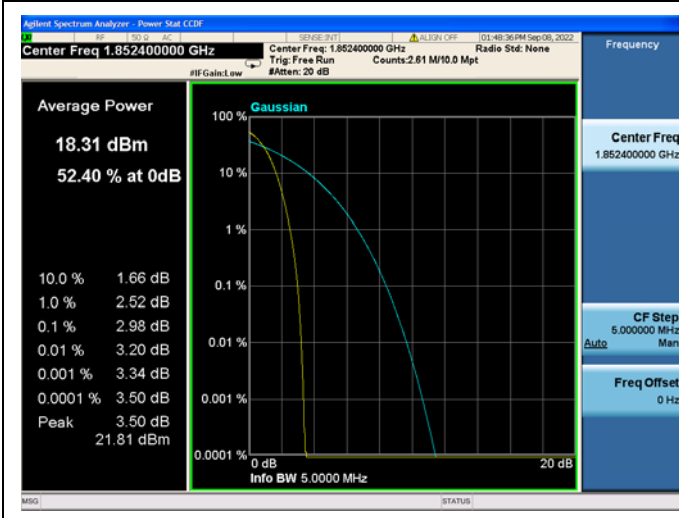 Agilent Spectrum Analyzer - Power Stat CCDF
RF 50 Ω AC SENSE:INT ALIGN OFF 01:48:36 PM Sep 08, 2022
Center Freq 1.852400000 GHz
Center Freq: 1.852400000 GHz Radio Std: None
Trig: Free Run Counts:2.61 M/10.0 Mpt
#IFGain:Low #Atten: 20 dB
Frequency
Average Power
18.31 dBm
52.40 % at 0dB
10.0 % 1.66 dB
1.0 % 2.52 dB
0.1 % 2.98 dB
0.01 % 3.20 dB
0.001 % 3.34 dB
0.0001 % 3.50 dB
Peak 3.50 dB
21.81 dBm
100 % Gaussian
10 %
1 %
0.1 %
0.01 %
0.001 %
0.0001 %
0 dB 20 dB
Info BW 5.0000 MHz
Center Freq
1.852400000 GHz
CF Step
5.000000 MHz
Auto Man
Freq Offset
0 Hz
MSG STATUS